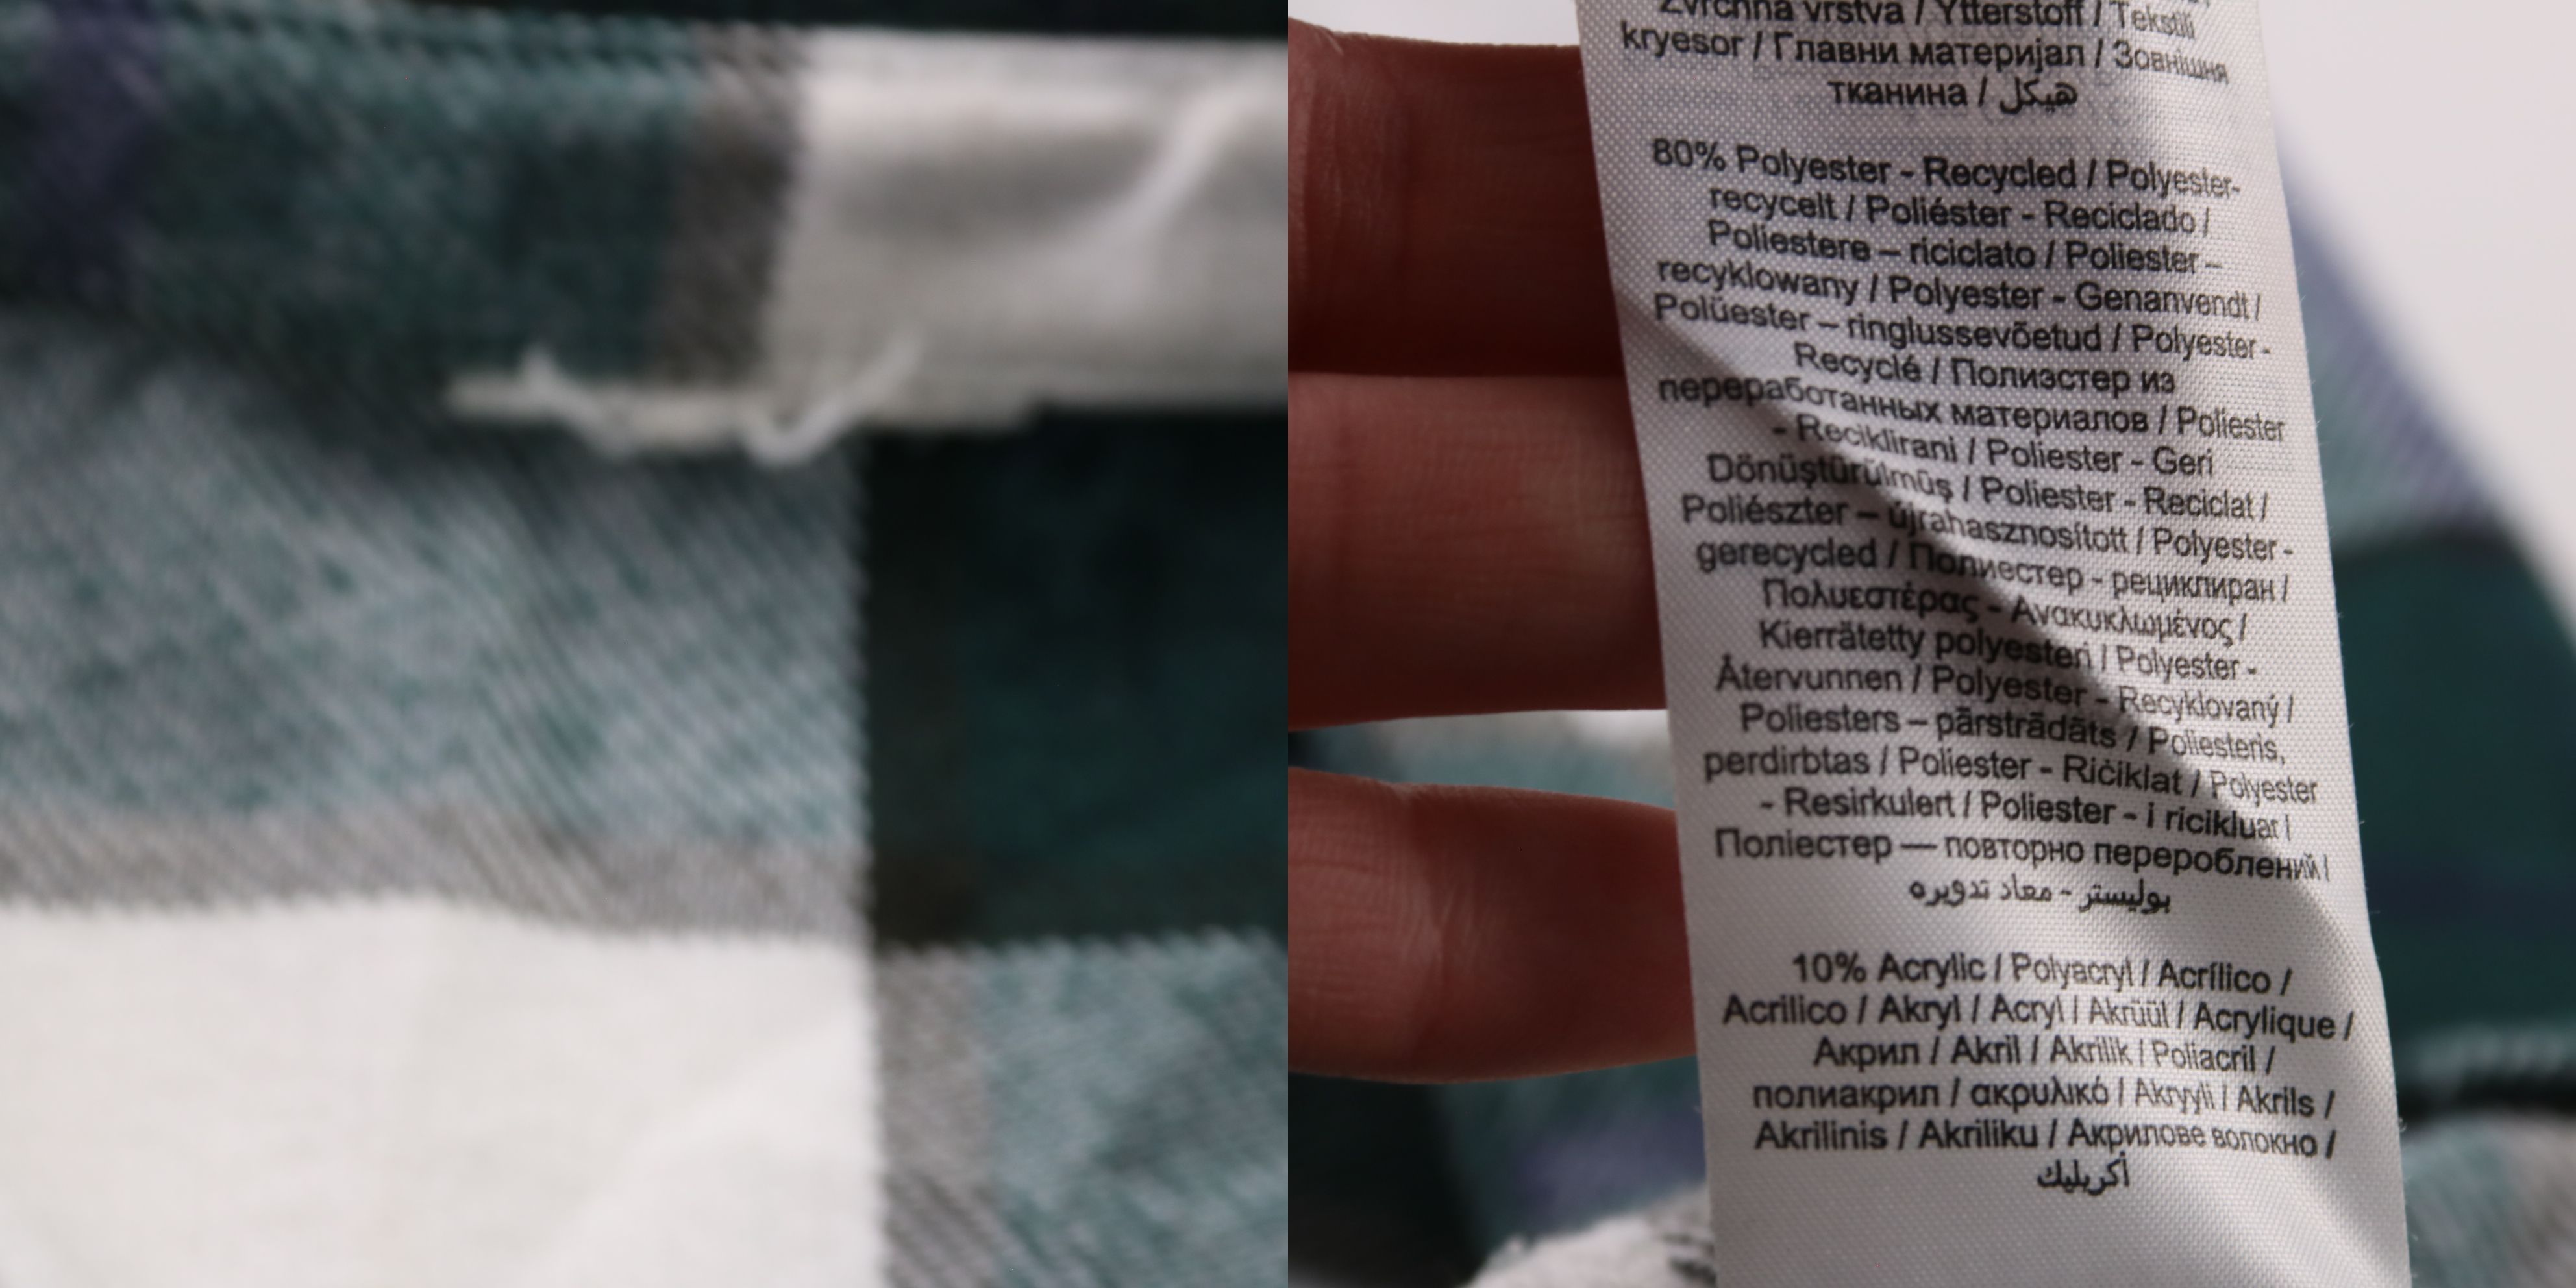 Zvrchná vrstva / Ytterstoff / Tekstili
kryesor / Главни материјал / Зовнішня
тканина / هيكل
80% Polyester - Recycled / Polyester-
recycelt / Poliéster - Reciclado /
Poliestere – riciclato / Poliester –
recyklowany / Polyester - Genanvendt /
Polüester – ringlussevõetud / Polyester -
Recyclé / Полиэстер из
переработанных материалов / Poliester
- Reciklirani / Poliester - Geri
Dönüştürülmüş / Poliester - Reciclat /
Poliészter – újrahasznosított / Polyester -
gerecycled / Полиестер - рециклиран /
Πολυεστέρας - Ανακυκλωμένος /
Kierrätetty polyesteri / Polyester -
Återvunnen / Polyester - Recyklovaný /
Poliesters – pārstrādāts / Poliesteris,
perdirbtas / Poliester - Riċiklat / Polyester
- Resirkulert / Poliester - i ricikluar /
Поліестер — повторно перероблений /
بوليستر - معاد تدويره
10% Acrylic / Polyacryl / Acrílico /
Acrilico / Akryl / Acryl / Akrüül / Acrylique /
Акрил / Akril / Akrilik / Poliacril /
полиакрил / ακρυλικό / Akryyli / Akrils /
Akrilinis / Akriliku / Акрилове волокно /
أكريليك